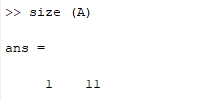 >> size (A)
ans =
1 11